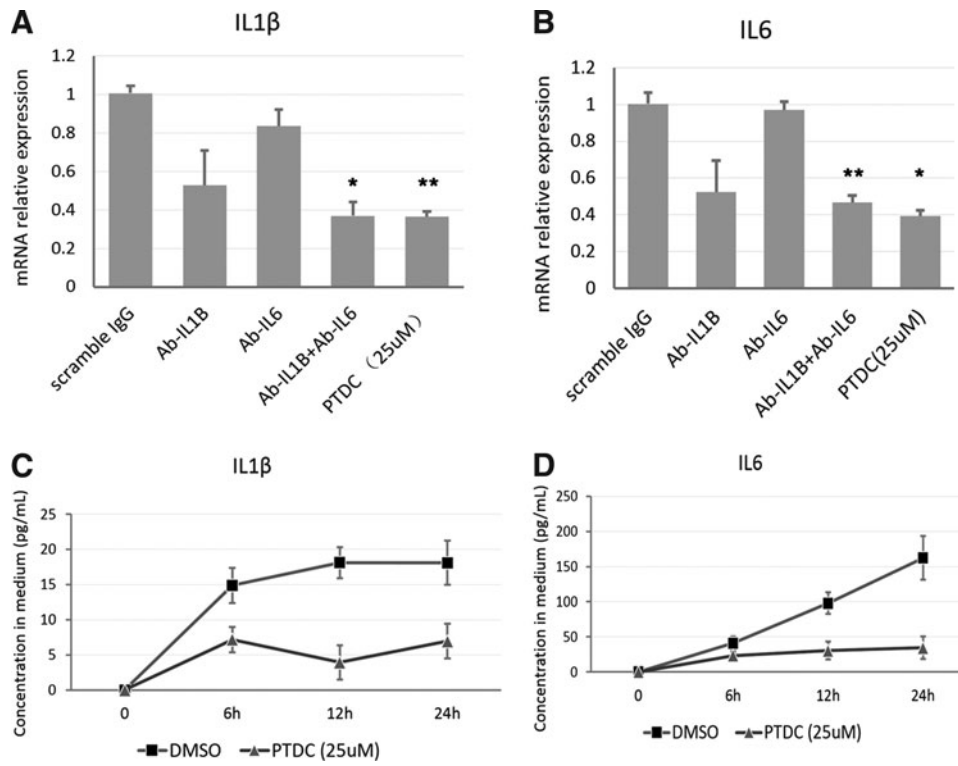 A
IL1β
mRNA relative expression
1.2
1
0.8
0.6
0.4
0.2
0
*
**
scramble IgG
Ab-IL1B
Ab-IL6
Ab-IL1B+Ab-IL6
PTDC （25uM）
B
IL6
mRNA relative expression
1.2
1
0.8
0.6
0.4
0.2
0
**
*
scramble IgG
Ab-IL1B
Ab-IL6
Ab-IL1B+Ab-IL6
PTDC(25uM)
C
IL1β
Concentration in medium (pg/mL)
25
20
15
10
5
0
0 6h 12h 24h
DMSO PTDC (25uM)
D
IL6
Concentration in medium (pg/mL)
250
200
150
100
50
0
0 6h 12h 24h
DMSO PTDC (25uM)